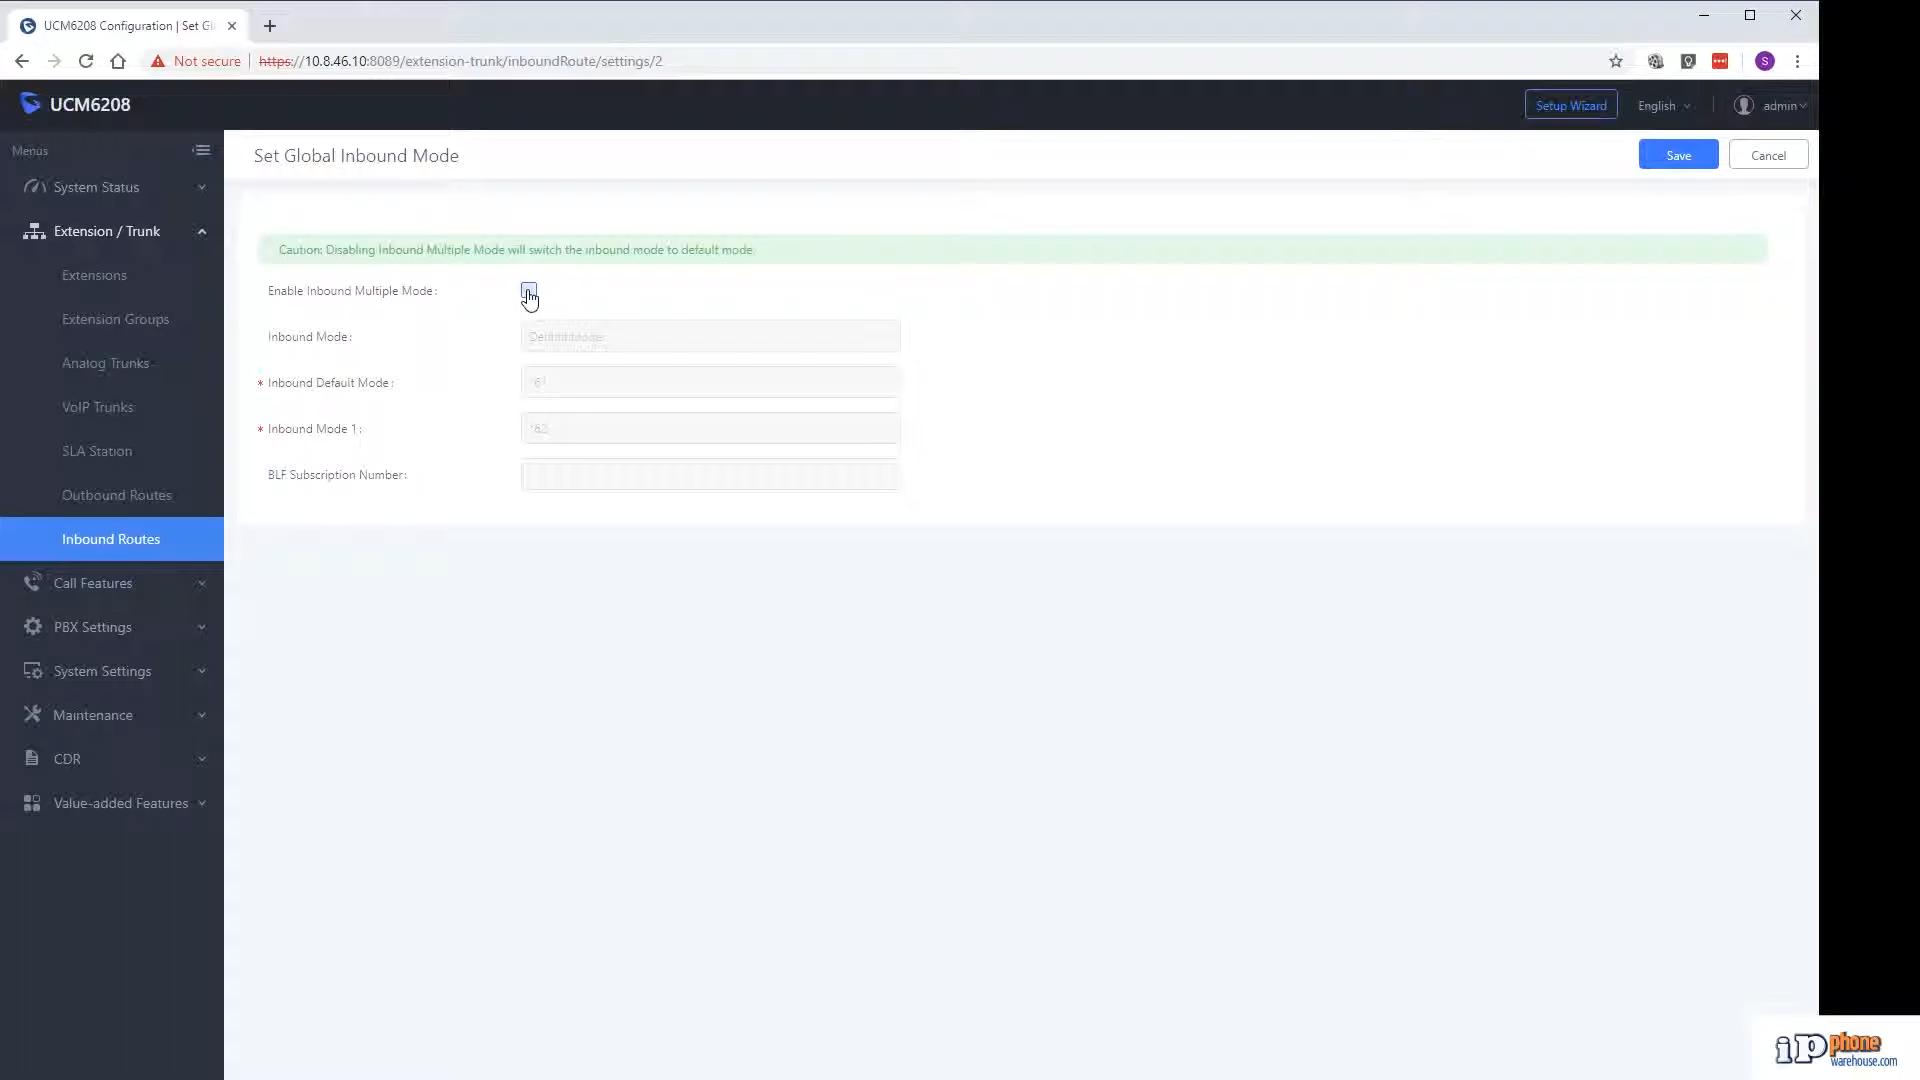 UCM6208 Configuration | Set Gl
Not secure
https://10.8.46.10:8089/extension-trunk/inboundRoute/settings/2
S
UCM6208
Setup Wizard
English
admin
Menus
Set Global Inbound Mode
Save
Cancel
System Status
Extension / Trunk
Extensions
Extension Groups
Analog Trunks
VoIP Trunks
SLA Station
Outbound Routes
Inbound Routes
Call Features
PBX Settings
System Settings
Maintenance
CDR
Value-added Features
Caution: Disabling Inbound Multiple Mode will switch the inbound mode to default mode.
Enable Inbound Multiple Mode:
Inbound Mode:
* Inbound Default Mode:
*61
* Inbound Mode 1:
*62
BLF Subscription Number:
ip phone
warehouse.com